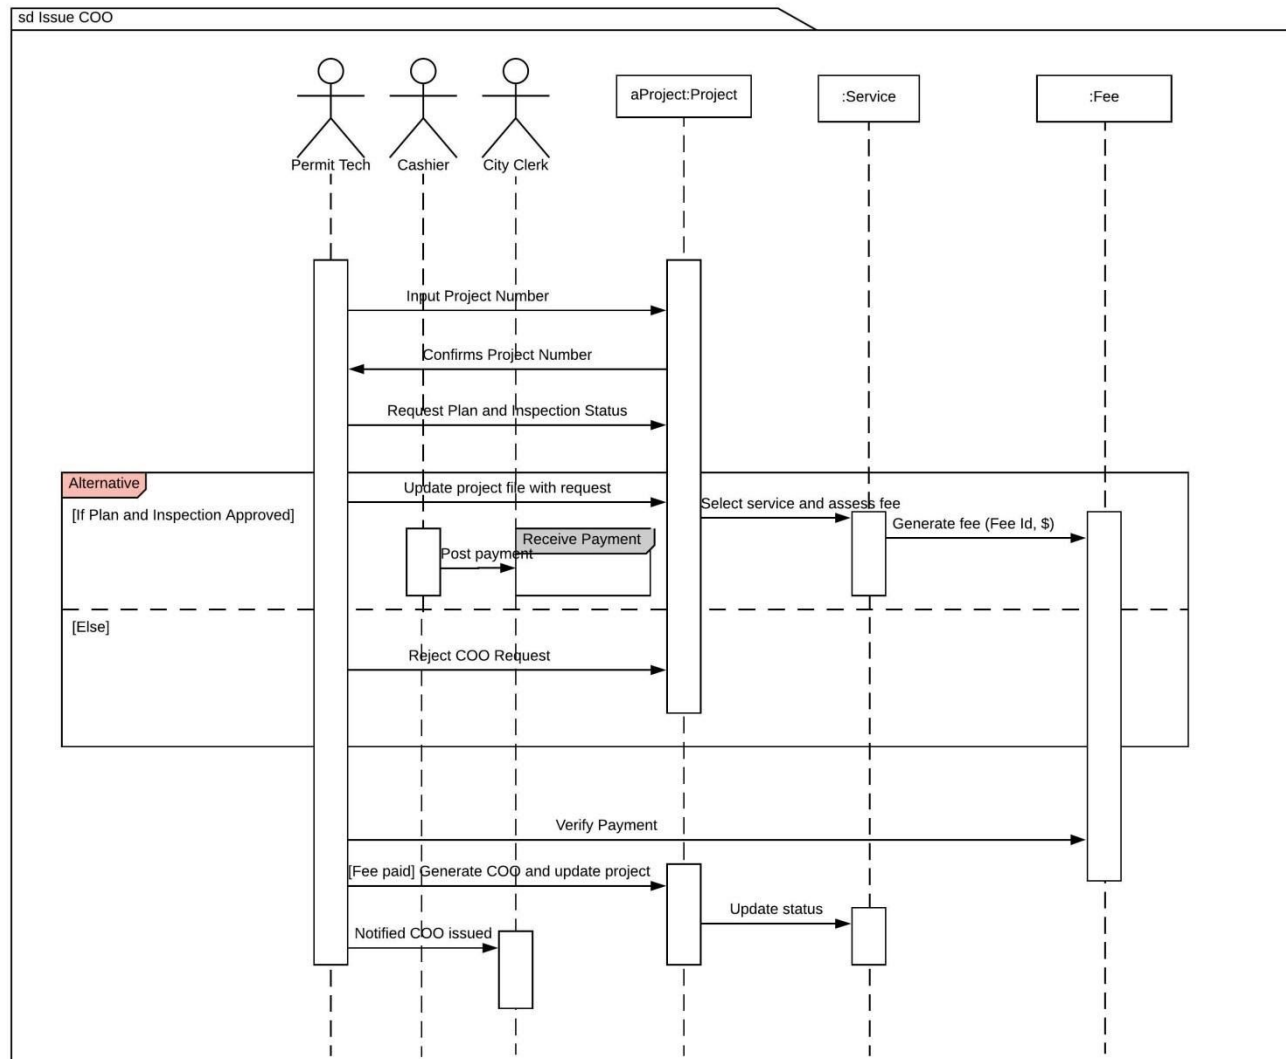 sd Issue COO
Permit Tech
Cashier
City Clerk
aProject:Project
:Service
:Fee
Input Project Number
Confirms Project Number
Request Plan and Inspection Status
Alternative
Update project file with request
[If Plan and Inspection Approved]
Select service and assess fee
Generate fee (Fee Id, $)
Receive Payment
Post payment
[Else]
Reject COO Request
Verify Payment
[Fee paid] Generate COO and update project
Update status
Notified COO issued